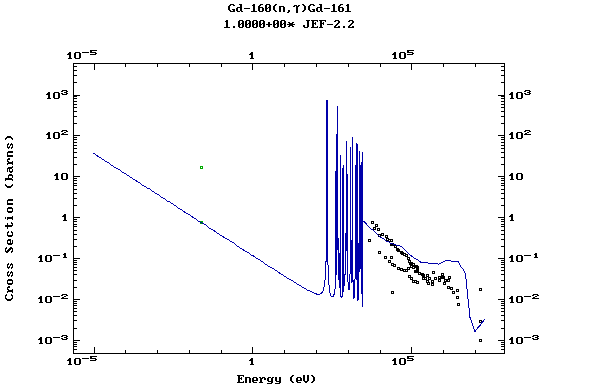 Gd-160(n,γ)Gd-161
1.0000+00* JEF-2.2
10⁻⁵ 1 10⁵
10³ 10³
10² 10²
10 10
1 1
10⁻¹ 10⁻¹
10⁻² 10⁻²
10⁻³ 10⁻³
10⁻⁵ 1 10⁵
Cross Section (barns)
Energy (eV)